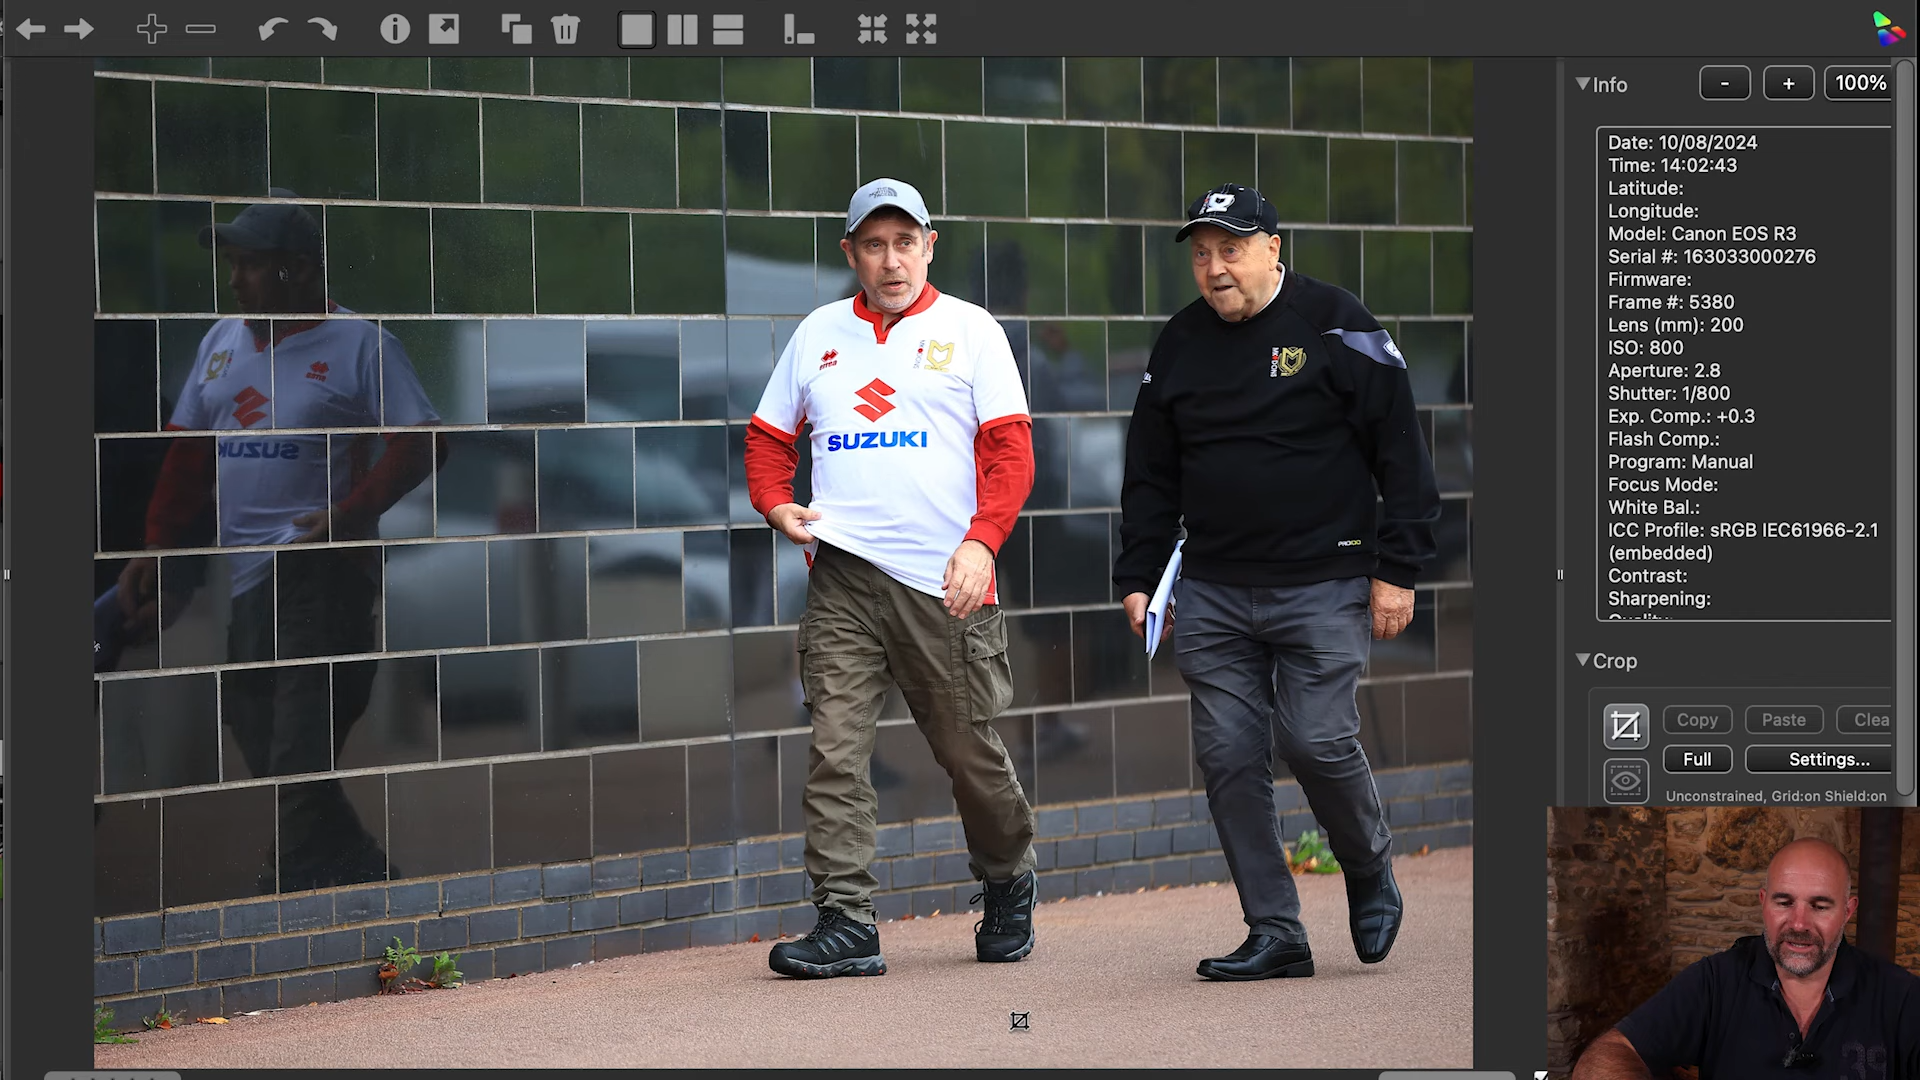 Info
-
+
100%
Date: 10/08/2024
Time: 14:02:43
Latitude:
Longitude:
Model: Canon EOS R3
Serial #: 163033000276
Firmware:
Frame #: 5380
Lens (mm): 200
ISO: 800
Aperture: 2.8
Shutter: 1/800
Exp. Comp.: +0.3
Flash Comp.:
Program: Manual
Focus Mode:
White Bal.:
ICC Profile: sRGB IEC61966-2.1
(embedded)
Contrast:
Sharpening:
Crop
Copy
Paste
Clea
Full
Settings...
Unconstrained, Grid:on Shield:on
errea
SUZUKI